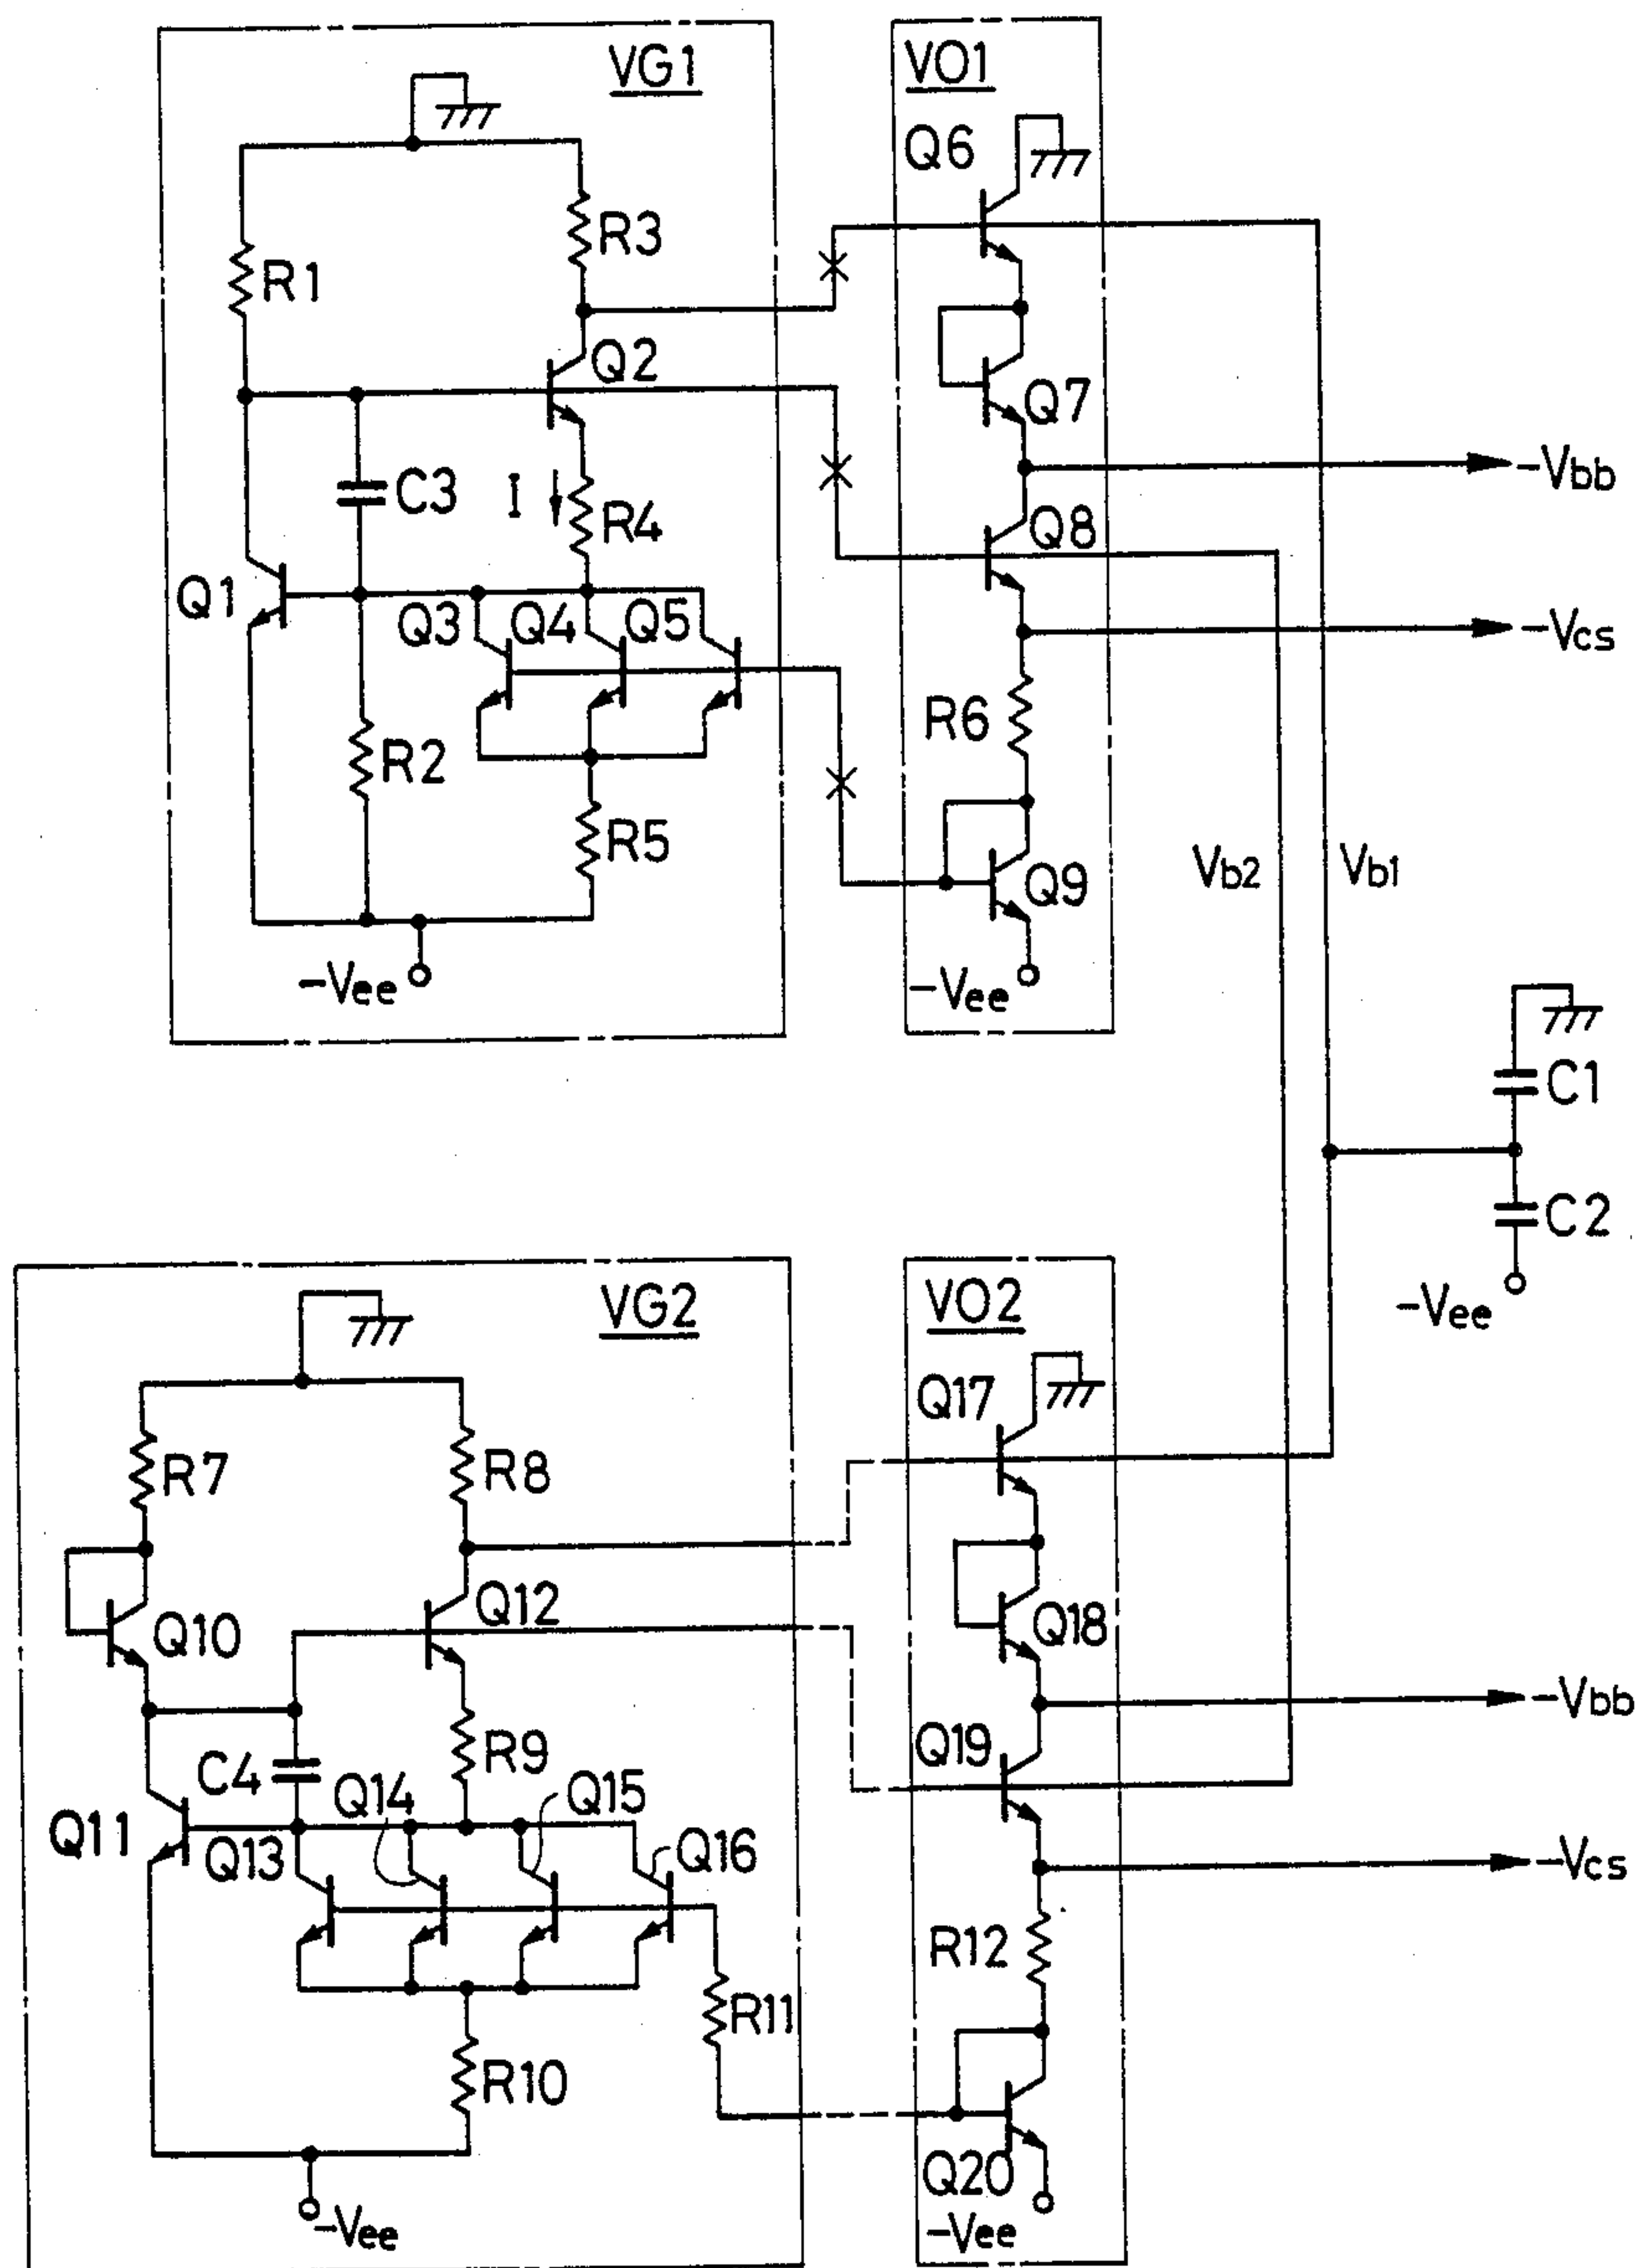 VG1
VO1
Q6
R3
R1
Q2
Q7
-Vbb
C3
I
R4
Q8
Q1
Q3
Q4
Q5
-Vcs
R6
R2
R5
Vb2
Vb1
Q9
-Vee
-Vee
C1
C2
-Vee
VG2
VO2
Q17
R7
R8
Q10
Q12
Q18
-Vbb
R9
Q19
C4
Q14
Q15
Q11
Q13
Q16
-Vcs
R12
R11
R10
Q20
-Vee
-Vee